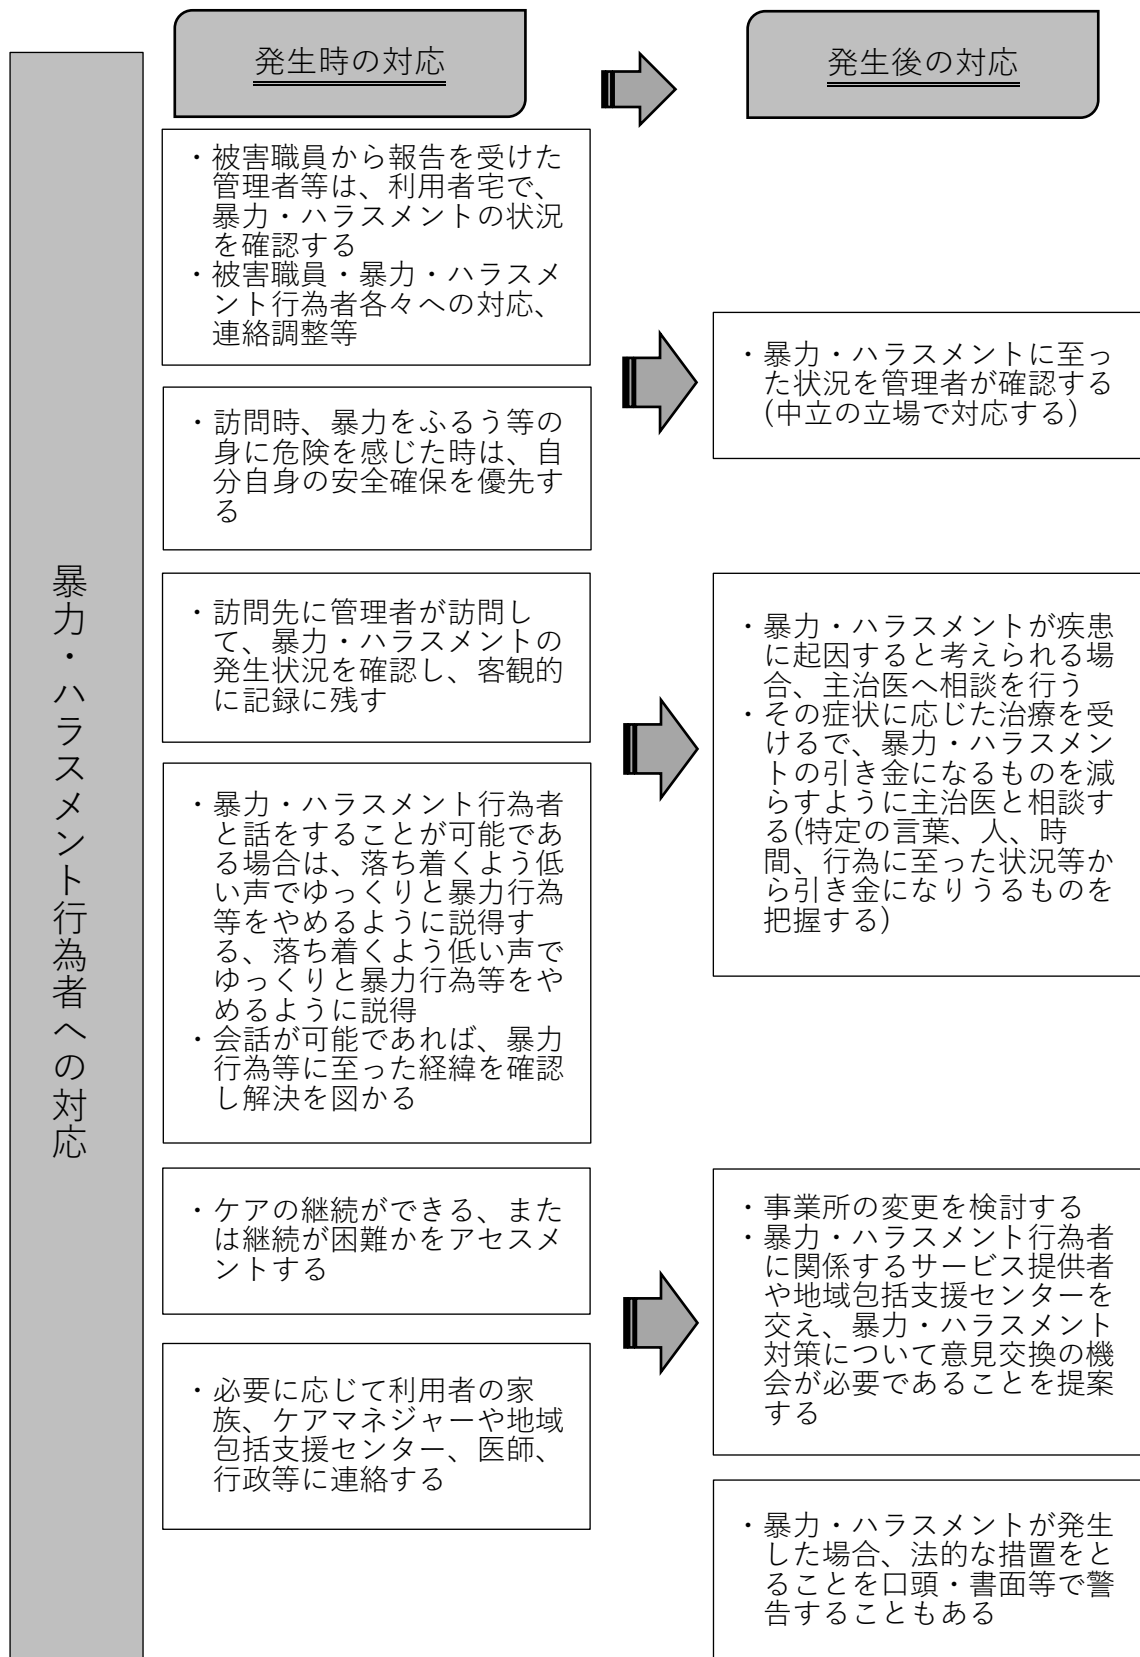 発生時の対応
発生後の対応
暴力・ハラスメント行為者への対応
・被害職員から報告を受けた
管理者等は、利用者宅で、
暴力・ハラスメントの状況
を確認する
・被害職員・暴力・ハラスメ
ント行為者各々への対応、
連絡調整等
・訪問時、暴力をふるう等の
身に危険を感じた時は、自
分自身の安全確保を優先す
る
・暴力・ハラスメントに至っ
た状況を管理者が確認する
(中立の立場で対応する)
・訪問先に管理者が訪問し
て、暴力・ハラスメントの
発生状況を確認し、客観的
に記録に残す
・暴力・ハラスメント行為者
と話をすることが可能であ
る場合は、落ち着くよう低
い声でゆっくりと暴力行為
等をやめるように説得す
る、落ち着くよう低い声で
ゆっくりと暴力行為等をや
めるように説得
・会話が可能であれば、暴力
行為等に至った経緯を確認
し解決を図かる
・暴力・ハラスメントが疾患
に起因すると考えられる場
合、主治医へ相談を行う
・その症状に応じた治療を受
けるで、暴力・ハラスメン
トの引き金になるものを減
らすように主治医と相談す
る(特定の言葉、人、時
間、行為に至った状況等か
ら引き金になりうるものを
把握する)
・ケアの継続ができる、また
は継続が困難かをアセスメ
ントする
・必要に応じて利用者の家
族、ケアマネジャーや地域
包括支援センター、医師、
行政等に連絡する
・事業所の変更を検討する
・暴力・ハラスメント行為者
に関係するサービス提供者
や地域包括支援センターを
交え、暴力・ハラスメント
対策について意見交換の機
会が必要であることを提案
する
・暴力・ハラスメントが発生
した場合、法的な措置をと
ることを口頭・書面等で警
告することもある